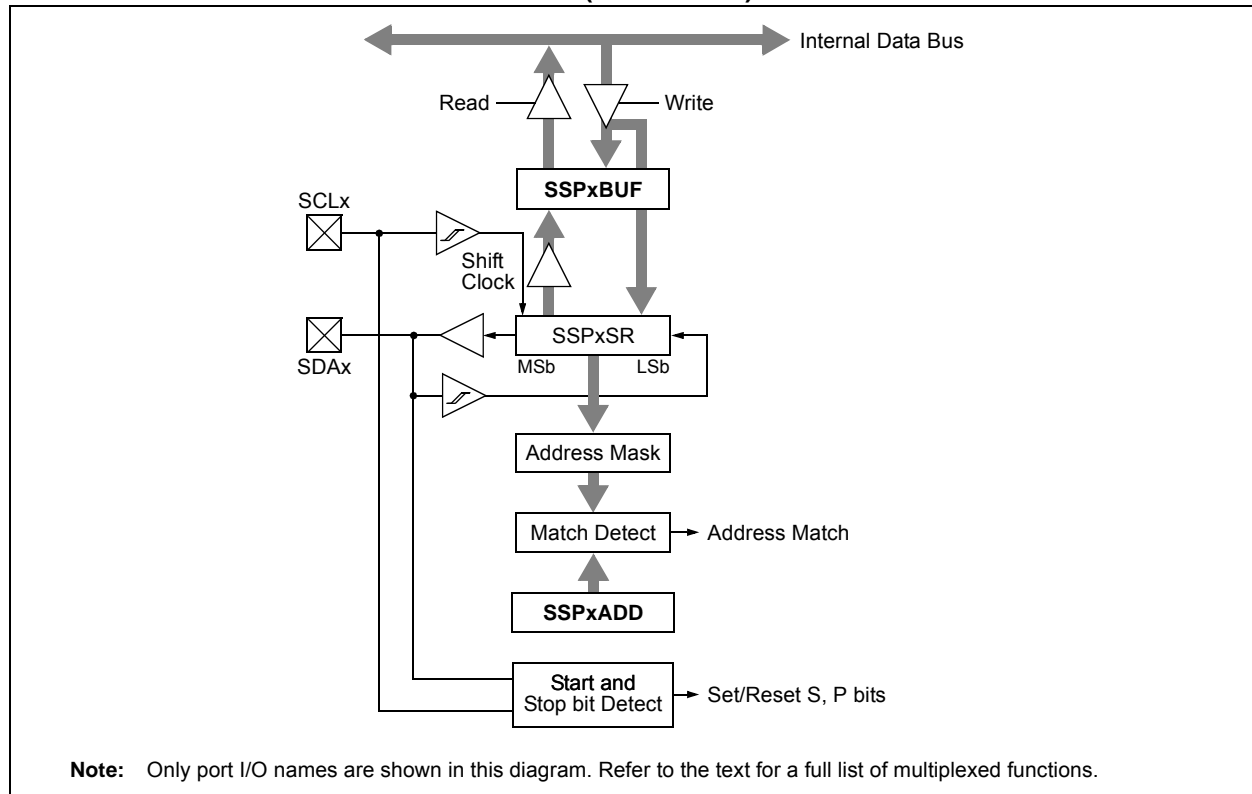 Internal Data Bus
Read
Write
SSPxBUF
SCLx
Shift
Clock
SSPxSR
MSb
LSb
SDAx
Address Mask
Match Detect
Address Match
SSPxADD
Start and
Stop bit Detect
Set/Reset S, P bits
Note: Only port I/O names are shown in this diagram. Refer to the text for a full list of multiplexed functions.